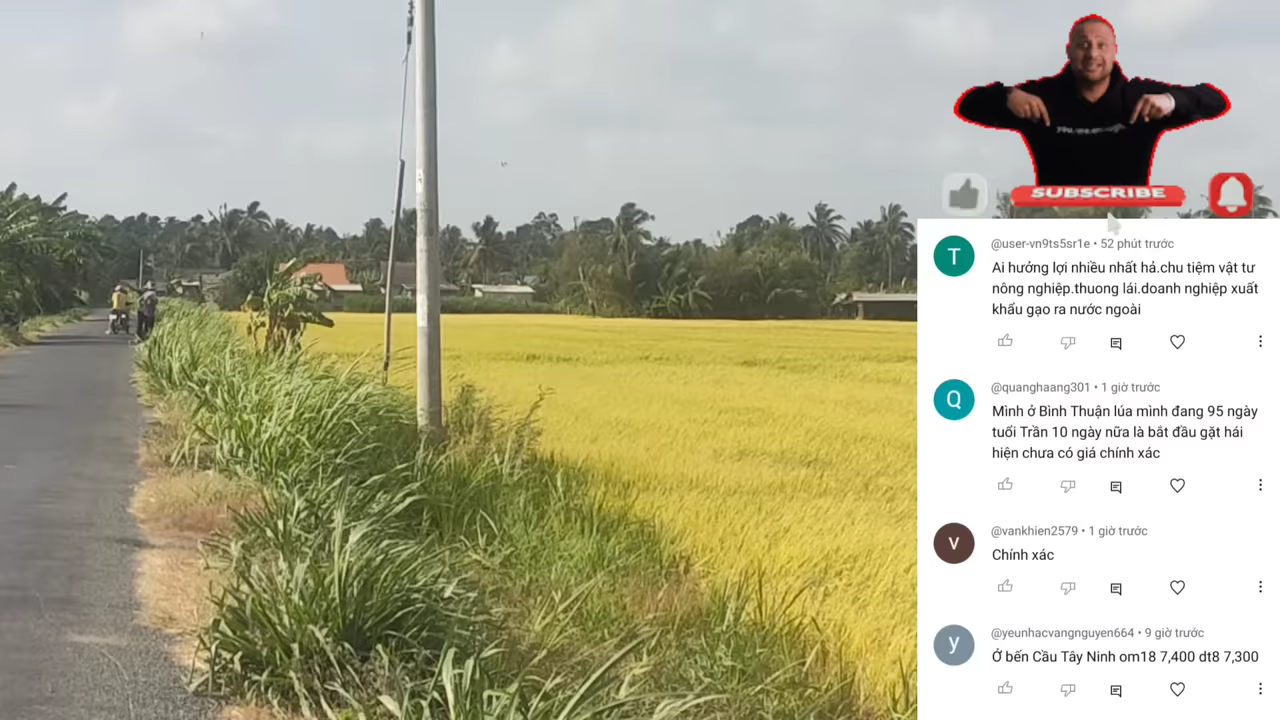 SUBSCRIBE
@user-vn9ts5sr1e • 52 phút trước
Ai hưởng lợi nhiều nhất hả.chu tiệm vật tư
nông nghiệp.thuong lái.doanh nghiệp xuất
khẩu gạo ra nước ngoài
@quanghaang301 • 1 giờ trước
Mình ở Bình Thuận lúa mình đang 95 ngày
tuổi Trần 10 ngày nữa là bắt đầu gặt hái
hiện chưa có giá chính xác
@vankhien2579 • 1 giờ trước
Chính xác
@yeunhacvangnguyen664 • 9 giờ trước
Ở bến Cầu Tây Ninh om18 7,400 dt8 7,300
T
Q
v
y